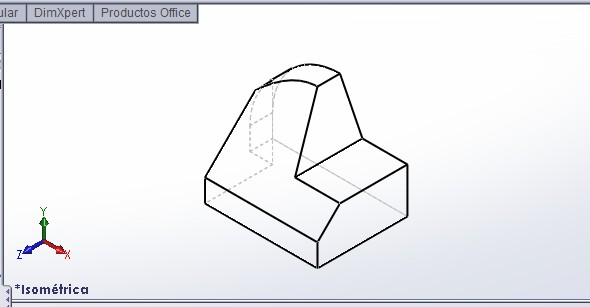 ular DimXpert Productos Office
Y
Z X
*Isométrica